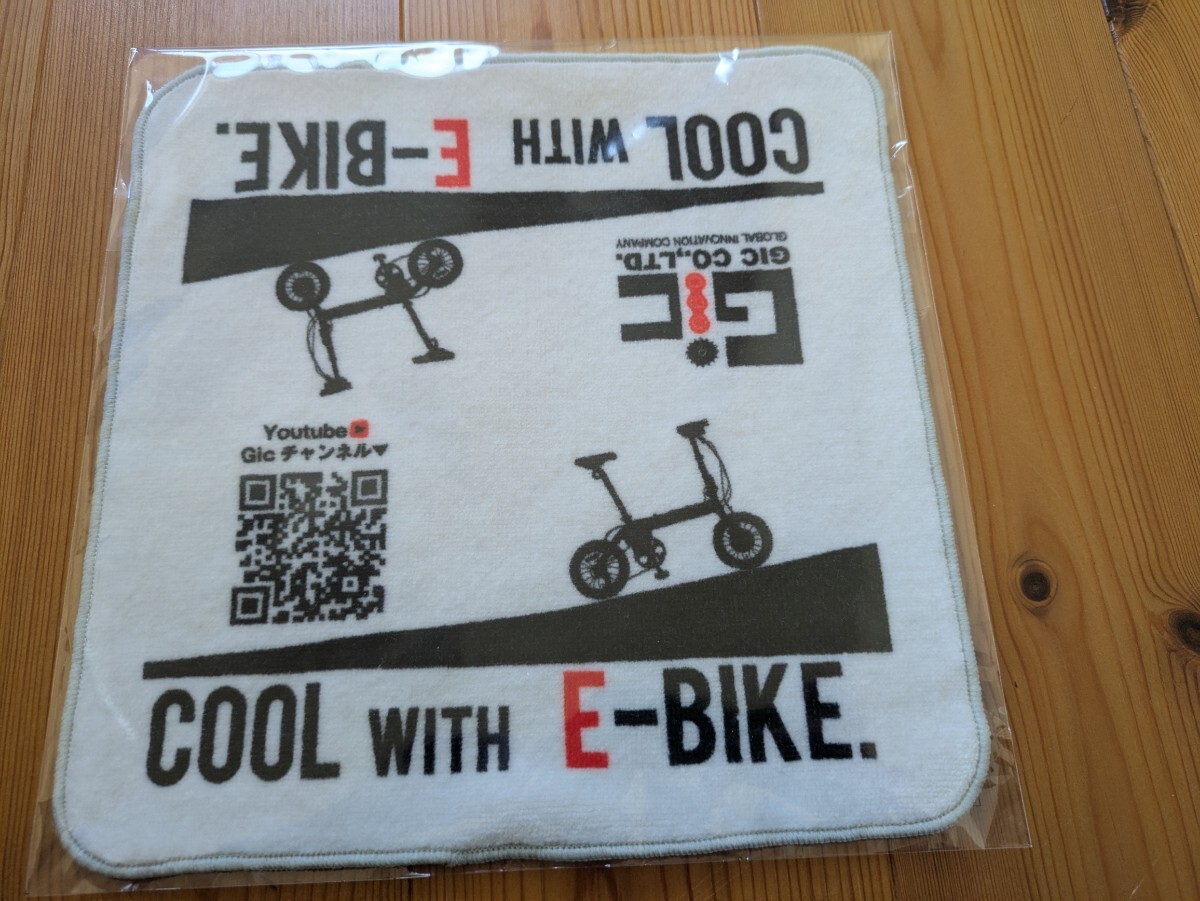 COOL WITH E-BIKE.
GLOBAL INNOVATION COMPANY
GIC CO.,LTD.
GiC
Youtube
Gic チャンネル▼
COOL WITH E-BIKE.